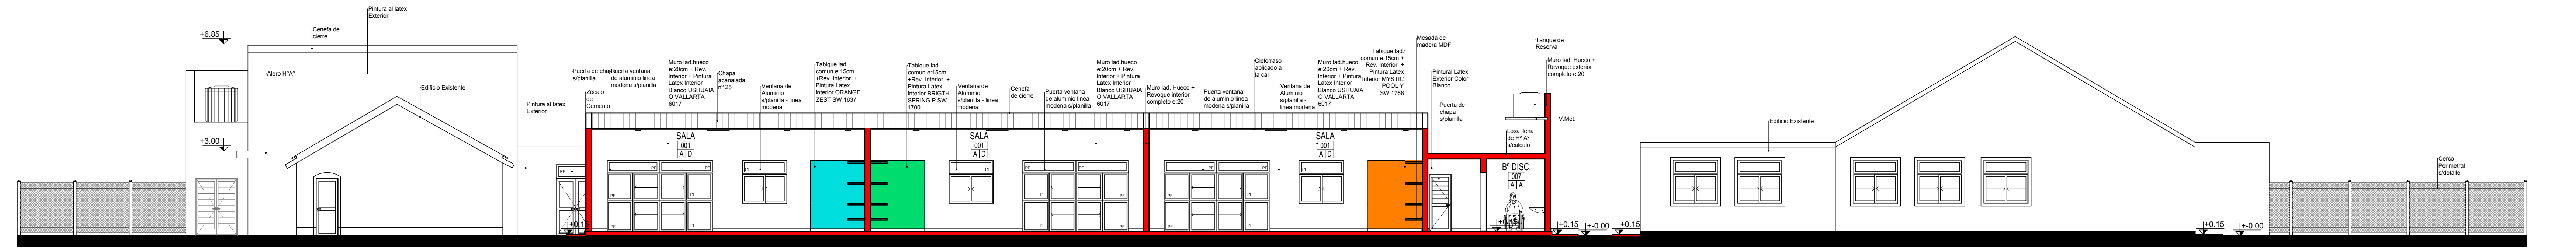 +6.85
Cenefa de
cierre
Pintura al latex
Exterior
Alero HºAº
+3.00
Edificio Existente
Pintura al latex
Exterior
Puerta de chapa
s/planilla
Puerta ventana
de aluminio linea
modena s/planilla
Zócalo
de
Cemento
Muro lad.hueco
e:20cm + Rev.
Interior + Pintura
Latex Interior
Blanco USHUAIA
O VALLARTA
6017
Chapa
acanalada
nº 25
Ventana de
Aluminio
s/planilla - linea
modena
Tabique lad.
comun e:15cm
+Rev. Interior +
Pintura Latex
Interior ORANGE
ZEST SW 1637
Tabique lad.
comun e:15cm
+Rev. Interior +
Pintura Latex
Interior BRIGTH
SPRING P SW
1700
Ventana de
Aluminio
s/planilla - linea
modena
Cenefa
de cierre
Puerta ventana
de aluminio linea
modena s/planilla
Muro lad.hueco
e:20cm + Rev.
Interior + Pintura
Latex Interior
Blanco USHUAIA
O VALLARTA
6017
Muro lad. Hueco +
Revoque interior
completo e:20
Puerta ventana
de aluminio linea
modena s/planilla
Cielorraso
aplicado a
la cal
Ventana de
Aluminio
s/planilla -
linea modena
Muro lad.hueco
e:20cm + Rev.
Interior + Pintura
Latex Interior
Blanco USHUAIA
O VALLARTA
6017
Tabique lad.
comun e:15cm +
Rev. Interior +
Pintura Latex
Interior MYSTIC
POOL Y
SW 1768
Mesada de
madera MDF
Pintural Latex
Exterior Color
Blanco
Puerta de
chapa
s/planilla
Tanque de
Reserva
Muro lad. Hueco +
Revoque exterior
completo e:20
V.Met.
Losa llena
de Hº Aº
s/calculo
SALA
001
A D
SALA
001
A D
SALA
001
A D
Bº DISC.
007
A A
Edificio Existente
Cerco
Perimetral
s/detalle
+0.15
+-0.00
+0.15
+0.15
+-0.00